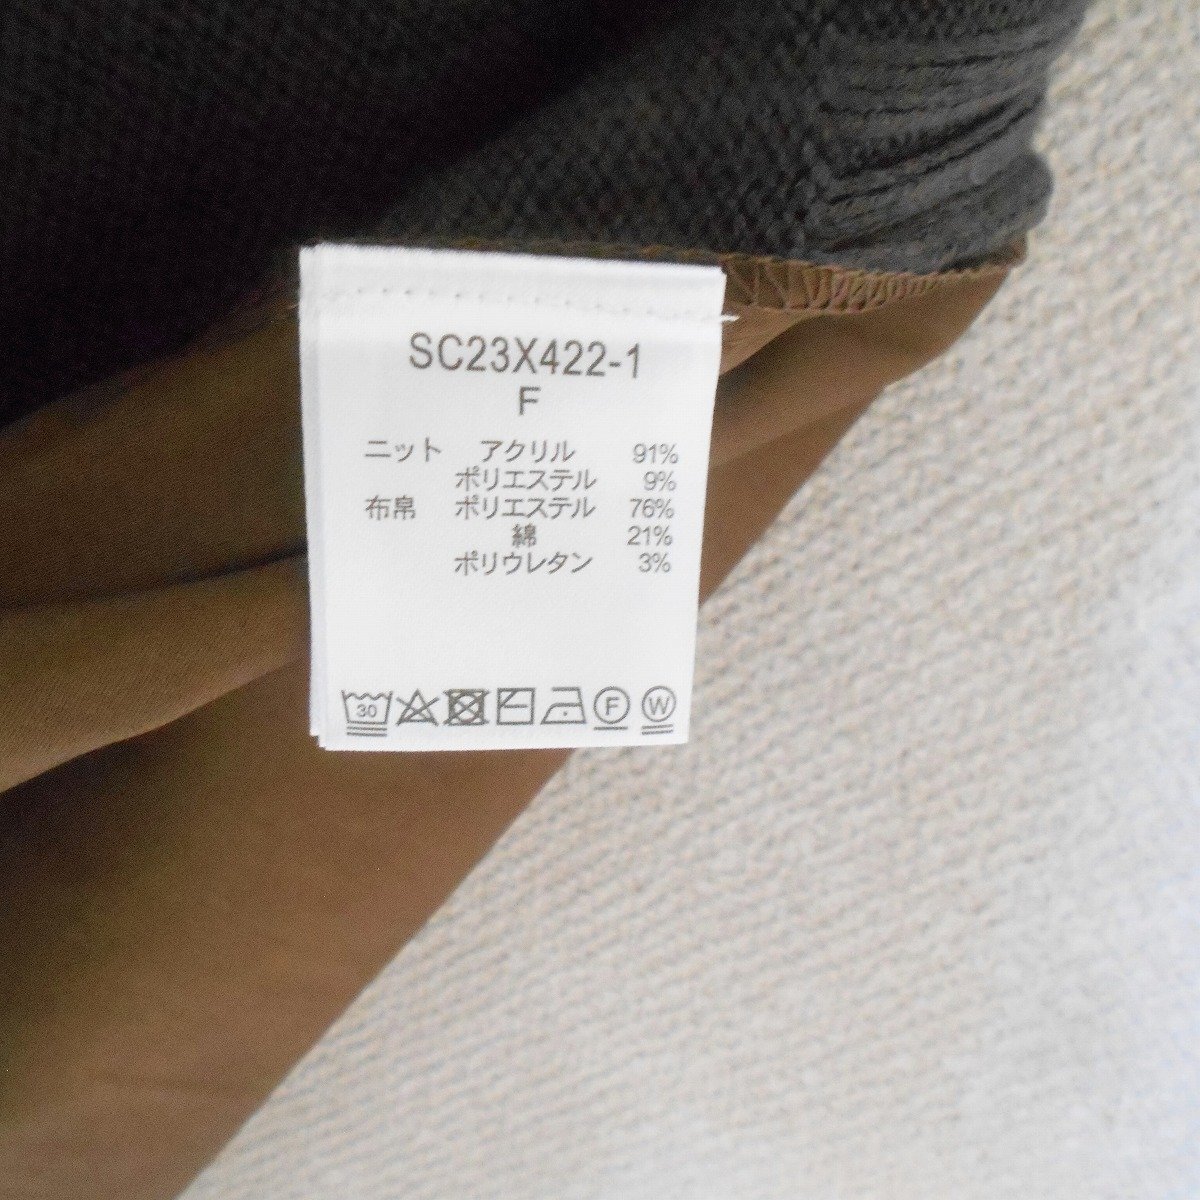 SC23X422-1
F
ニット アクリル 91%
ポリエステル 9%
布帛 ポリエステル 76%
綿 21%
ポリウレタン 3%
30 F W